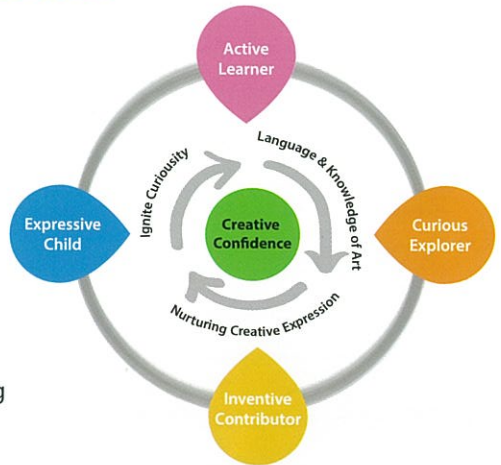 Active
Learner
Ignite Curiousity
Language & Knowledge of Art
Expressive
Child
Creative
Confidence
Curious
Explorer
Nurturing Creative Expression
Inventive
Contributor
g